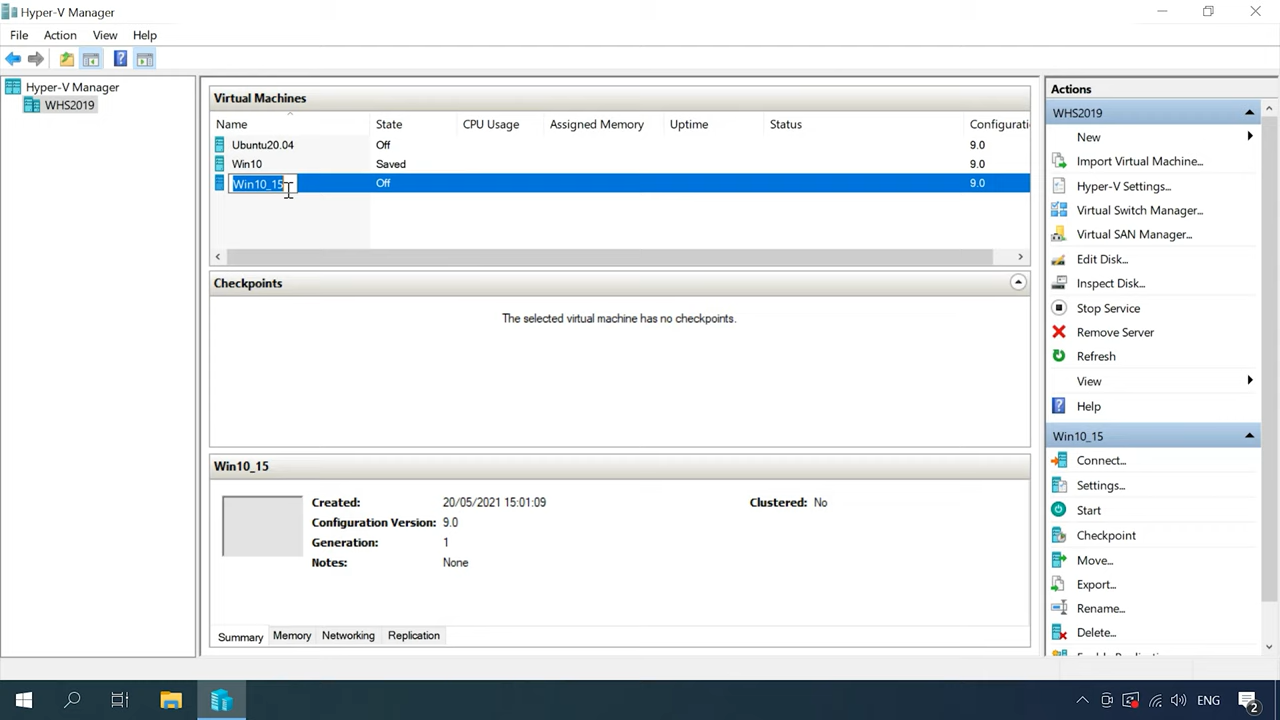 Hyper-V Manager
File Action View Help
Hyper-V Manager
WHS2019
Virtual Machines
Name State CPU Usage Assigned Memory Uptime Status Configurati
Ubuntu20.04 Off 9.0
Win10 Saved 9.0
Win10_15 Off 9.0
Checkpoints
The selected virtual machine has no checkpoints.
Win10_15
Created: 20/05/2021 15:01:09 Clustered: No
Configuration Version: 9.0
Generation: 1
Notes: None
Summary Memory Networking Replication
Actions
WHS2019
New
Import Virtual Machine...
Hyper-V Settings...
Virtual Switch Manager...
Virtual SAN Manager...
Edit Disk...
Inspect Disk...
Stop Service
Remove Server
Refresh
View
Help
Win10_15
Connect...
Settings...
Start
Checkpoint
Move...
Export...
Rename...
Delete...
ENG
2